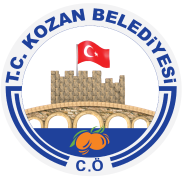 T.C. KOZAN BELEDİYESİ
C.Ö